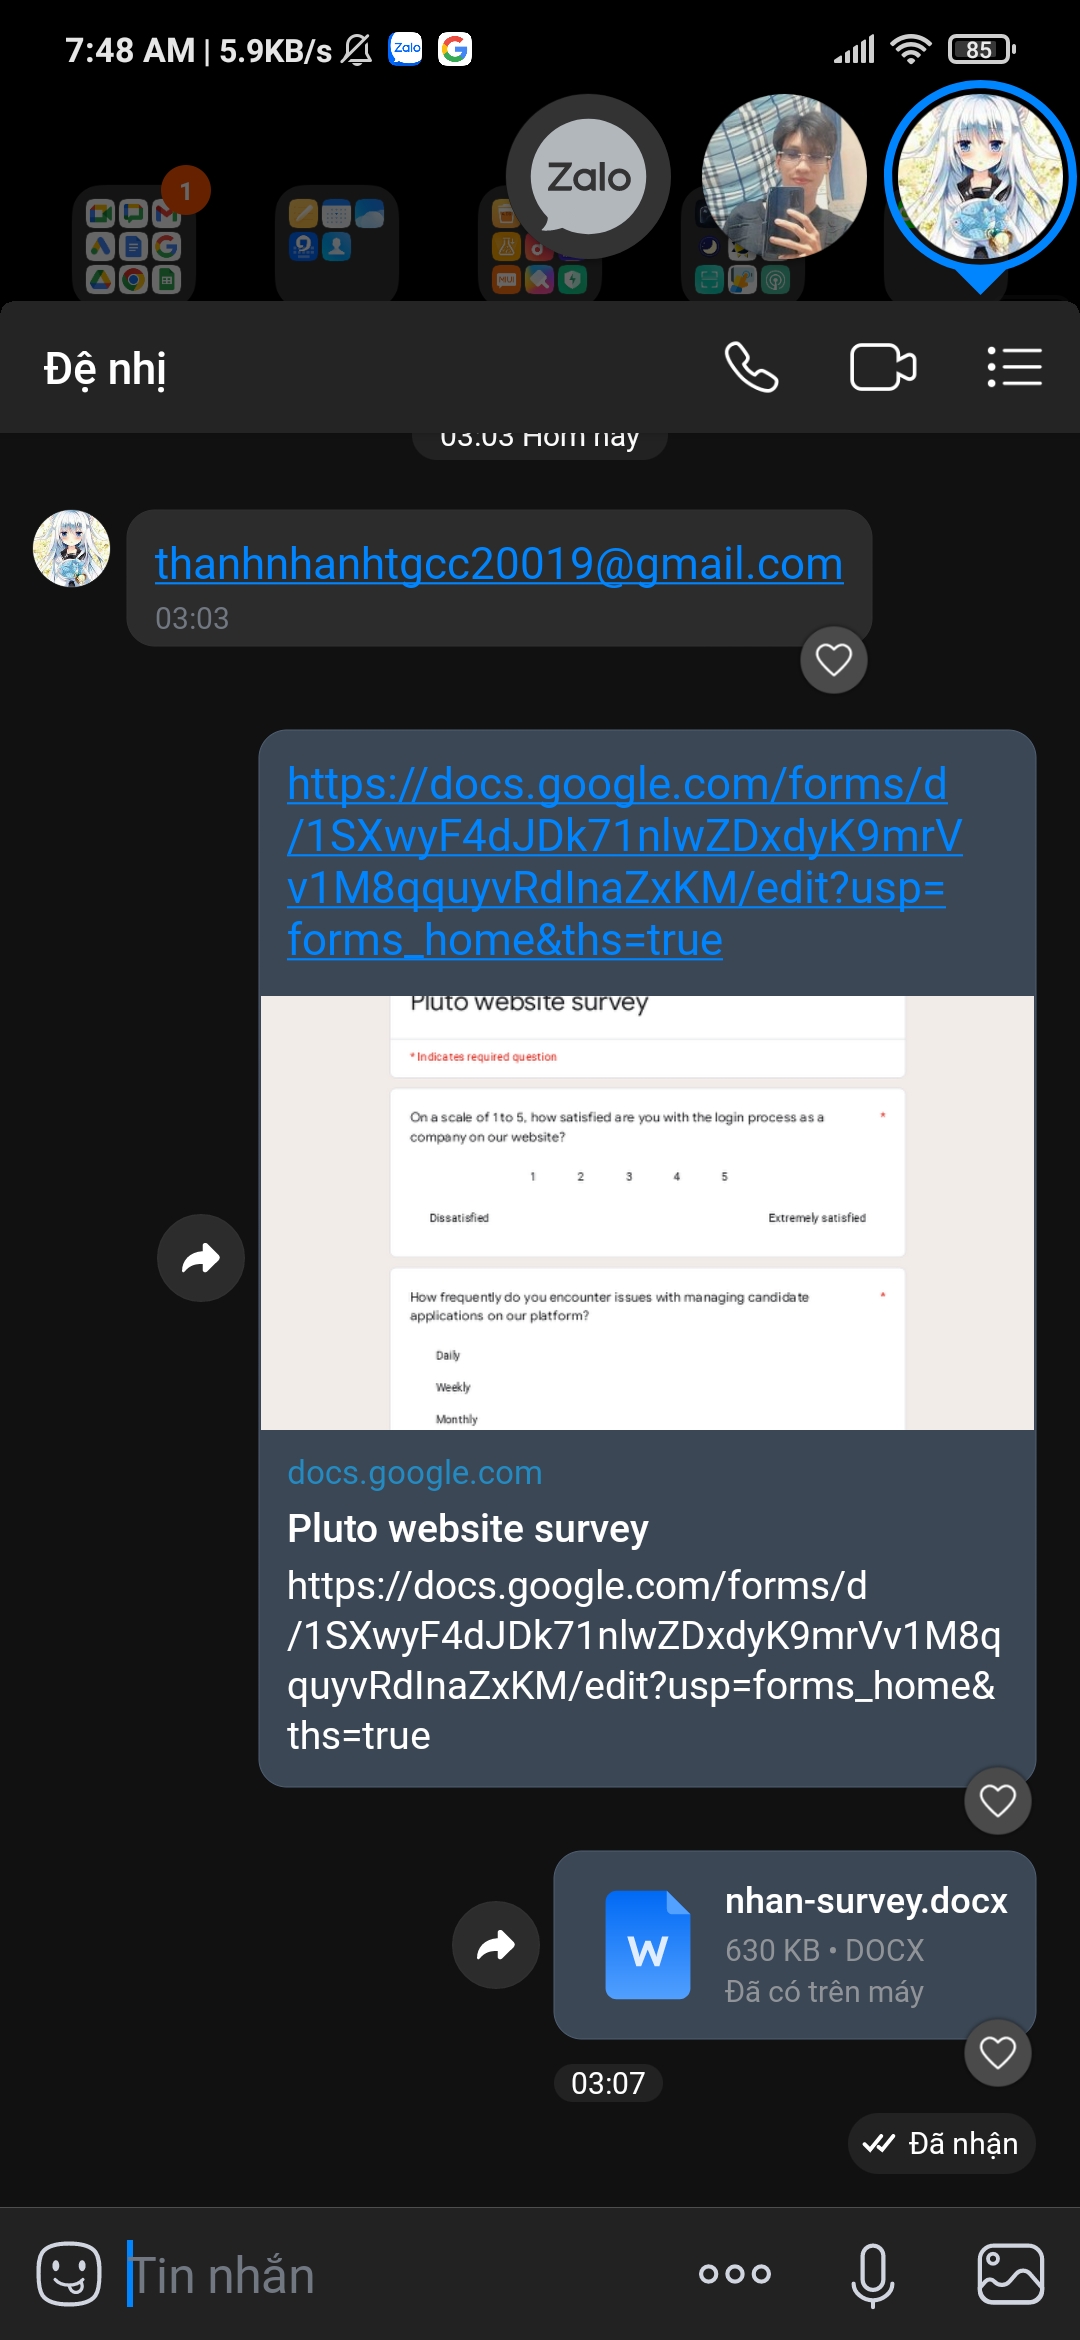 7:48 AM | 5.9KB/s
Zalo
85
1
Zalo
Đệ nhị
03:03 Hôm nay
thanhnhanhtgcc20019@gmail.com
03:03
https://docs.google.com/forms/d
/1SXwyF4dJDk71nlwZDxdyK9mrV
v1M8qquyvRdInaZxKM/edit?usp=
forms_home&ths=true
Pluto website survey
* Indicates required question
On a scale of 1 to 5, how satisfied are you with the login process as a *
company on our website?
1 2 3 4 5
Dissatisfied Extremely satisfied
How frequently do you encounter issues with managing candidate *
applications on our platform?
Daily
Weekly
Monthly
docs.google.com
Pluto website survey
https://docs.google.com/forms/d
/1SXwyF4dJDk71nlwZDxdyK9mrVv1M8q
quyvRdInaZxKM/edit?usp=forms_home&
ths=true
W
nhan-survey.docx
630 KB • DOCX
Đã có trên máy
03:07
Đã nhận
Tin nhắn